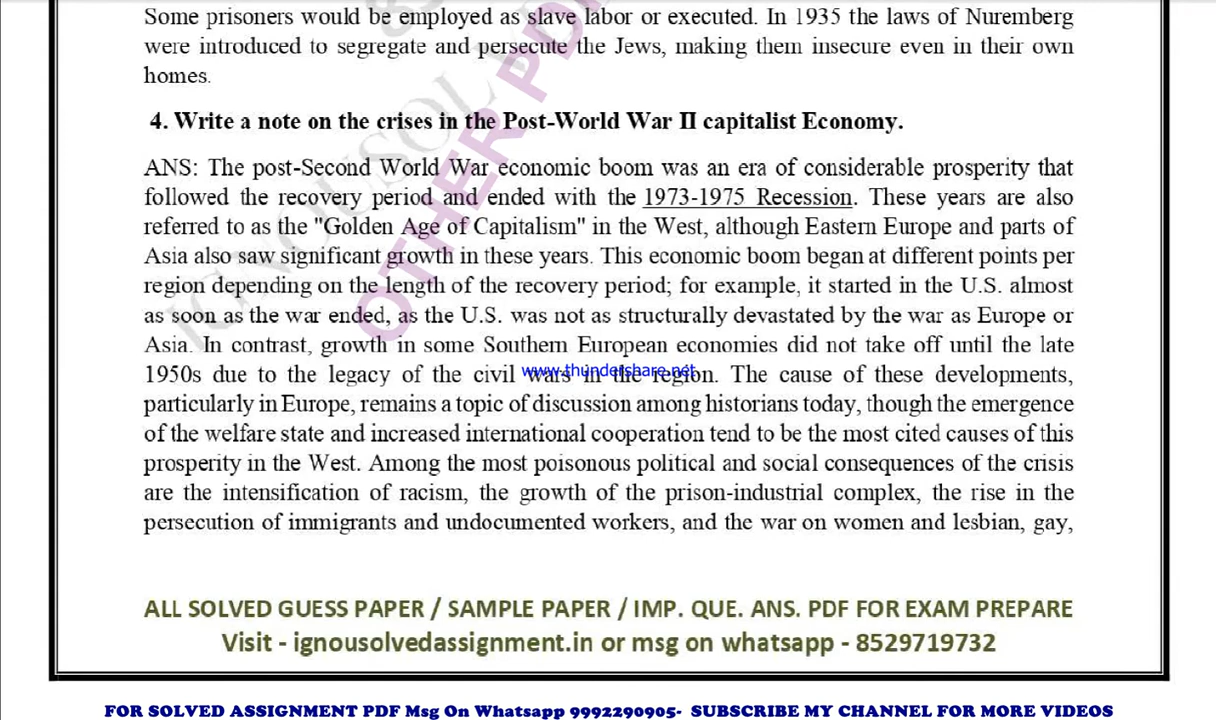 Some prisoners would be employed as slave labor or executed. In 1935 the laws of Nuremberg
were introduced to segregate and persecute the Jews, making them insecure even in their own
homes.
4. Write a note on the crises in the Post-World War II capitalist Economy.
ANS: The post-Second World War economic boom was an era of considerable prosperity that
followed the recovery period and ended with the 1973-1975 Recession. These years are also
referred to as the "Golden Age of Capitalism" in the West, although Eastern Europe and parts of
Asia also saw significant growth in these years. This economic boom began at different points per
region depending on the length of the recovery period; for example, it started in the U.S. almost
as soon as the war ended, as the U.S. was not as structurally devastated by the war as Europe or
Asia. In contrast, growth in some Southern European economies did not take off until the late
1950s due to the legacy of the civil wars in the region. The cause of these developments,
www.thundershare.net
particularly in Europe, remains a topic of discussion among historians today, though the emergence
of the welfare state and increased international cooperation tend to be the most cited causes of this
prosperity in the West. Among the most poisonous political and social consequences of the crisis
are the intensification of racism, the growth of the prison-industrial complex, the rise in the
persecution of immigrants and undocumented workers, and the war on women and lesbian, gay,
OTHER PD
ALL SOLVED GUESS PAPER / SAMPLE PAPER / IMP. QUE. ANS. PDF FOR EXAM PREPARE
Visit - ignousolvedassignment.in or msg on whatsapp - 8529719732
FOR SOLVED ASSIGNMENT PDF Msg On Whatsapp 9992290905- SUBSCRIBE MY CHANNEL FOR MORE VIDEOS